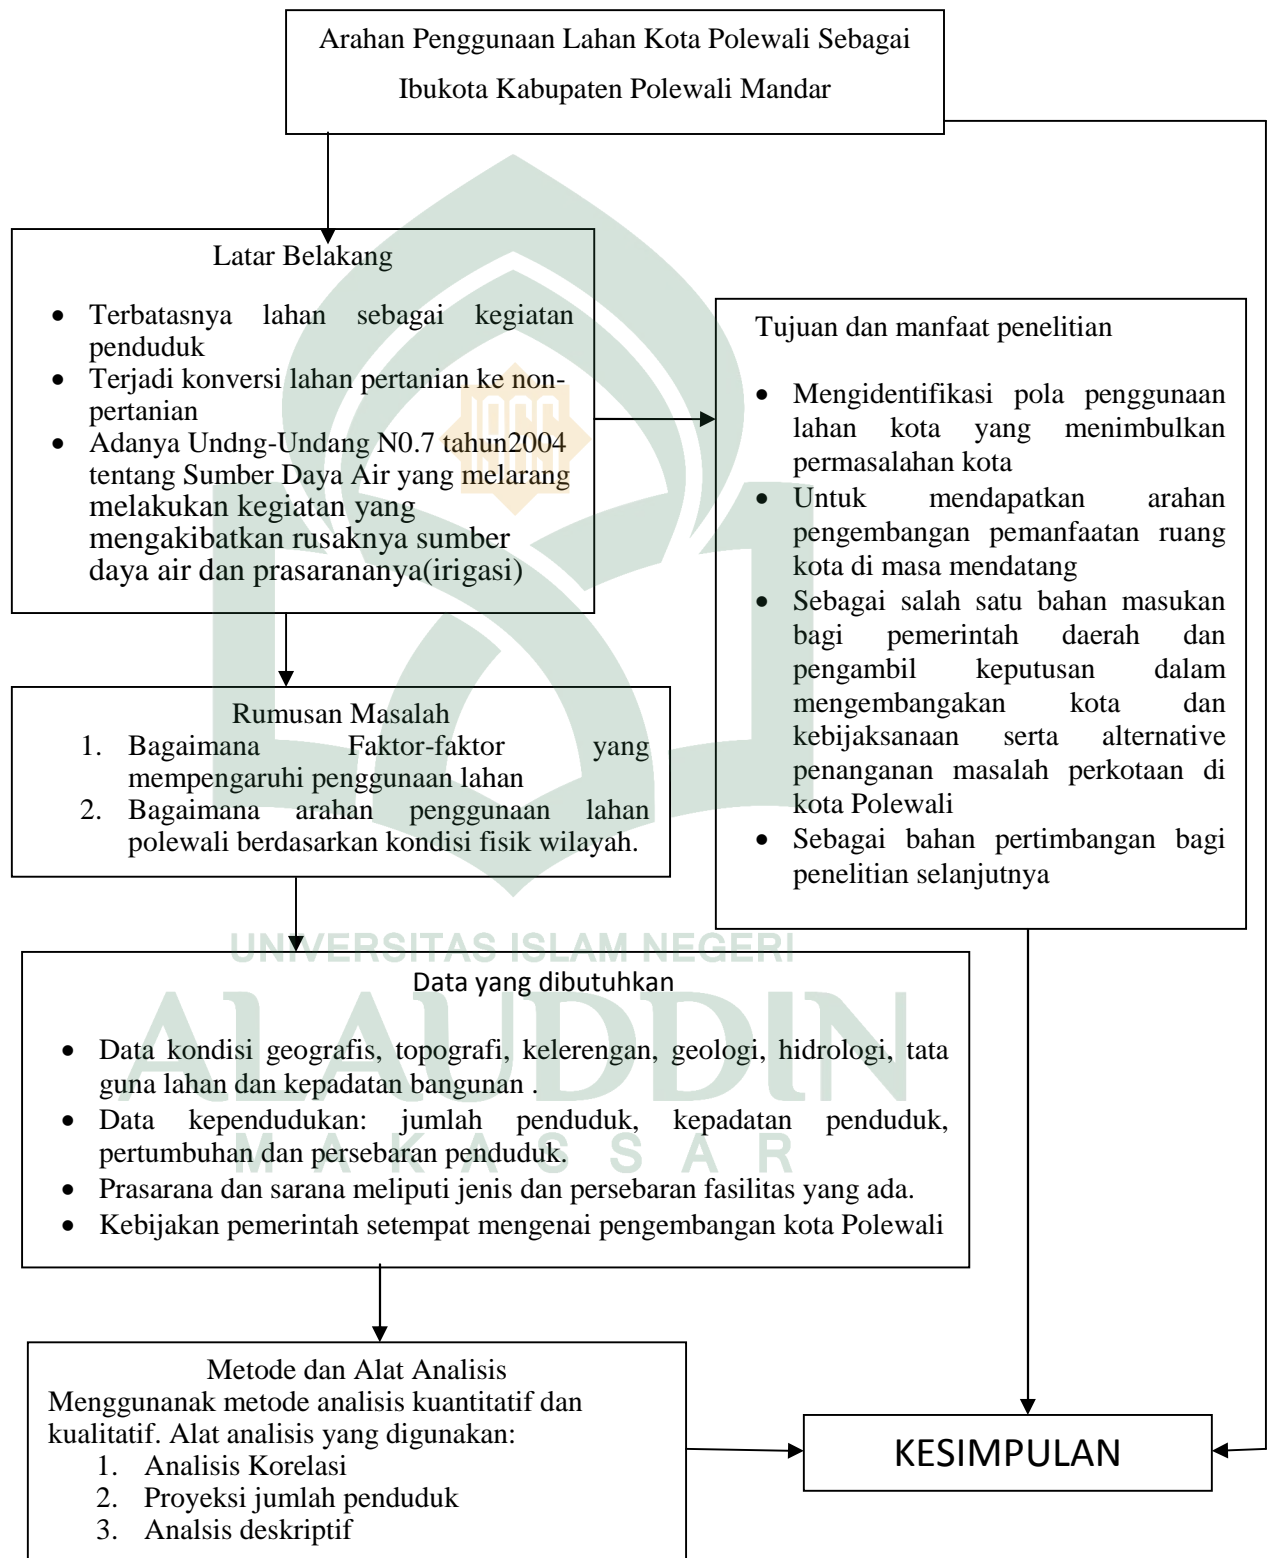 Arahan Penggunaan Lahan Kota Polewali Sebagai
Ibukota Kabupaten Polewali Mandar
Latar Belakang
• Terbatasnya lahan sebagai kegiatan
penduduk
• Terjadi konversi lahan pertanian ke non-
pertanian
• Adanya Undng-Undang N0.7 tahun2004
tentang Sumber Daya Air yang melarang
melakukan kegiatan yang
mengakibatkan rusaknya sumber
daya air dan prasarananya(irigasi)
Tujuan dan manfaat penelitian
• Mengidentifikasi pola penggunaan
lahan kota yang menimbulkan
permasalahan kota
• Untuk mendapatkan arahan
pengembangan pemanfaatan ruang
kota di masa mendatang
• Sebagai salah satu bahan masukan
bagi pemerintah daerah dan
pengambil keputusan dalam
mengembangakan kota dan
kebijaksanaan serta alternative
penanganan masalah perkotaan di
kota Polewali
• Sebagai bahan pertimbangan bagi
penelitian selanjutnya
Rumusan Masalah
1. Bagaimana Faktor-faktor yang
mempengaruhi penggunaan lahan
2. Bagaimana arahan penggunaan lahan
polewali berdasarkan kondisi fisik wilayah.
UNIVERSITAS ISLAM NEGERI
ALAUDDIN
MAKASSAR
Data yang dibutuhkan
• Data kondisi geografis, topografi, kelerengan, geologi, hidrologi, tata
guna lahan dan kepadatan bangunan .
• Data kependudukan: jumlah penduduk, kepadatan penduduk,
pertumbuhan dan persebaran penduduk.
• Prasarana dan sarana meliputi jenis dan persebaran fasilitas yang ada.
• Kebijakan pemerintah setempat mengenai pengembangan kota Polewali
Metode dan Alat Analisis
Menggunanak metode analisis kuantitatif dan
kualitatif. Alat analisis yang digunakan:
1. Analisis Korelasi
2. Proyeksi jumlah penduduk
3. Analsis deskriptif
KESIMPULAN